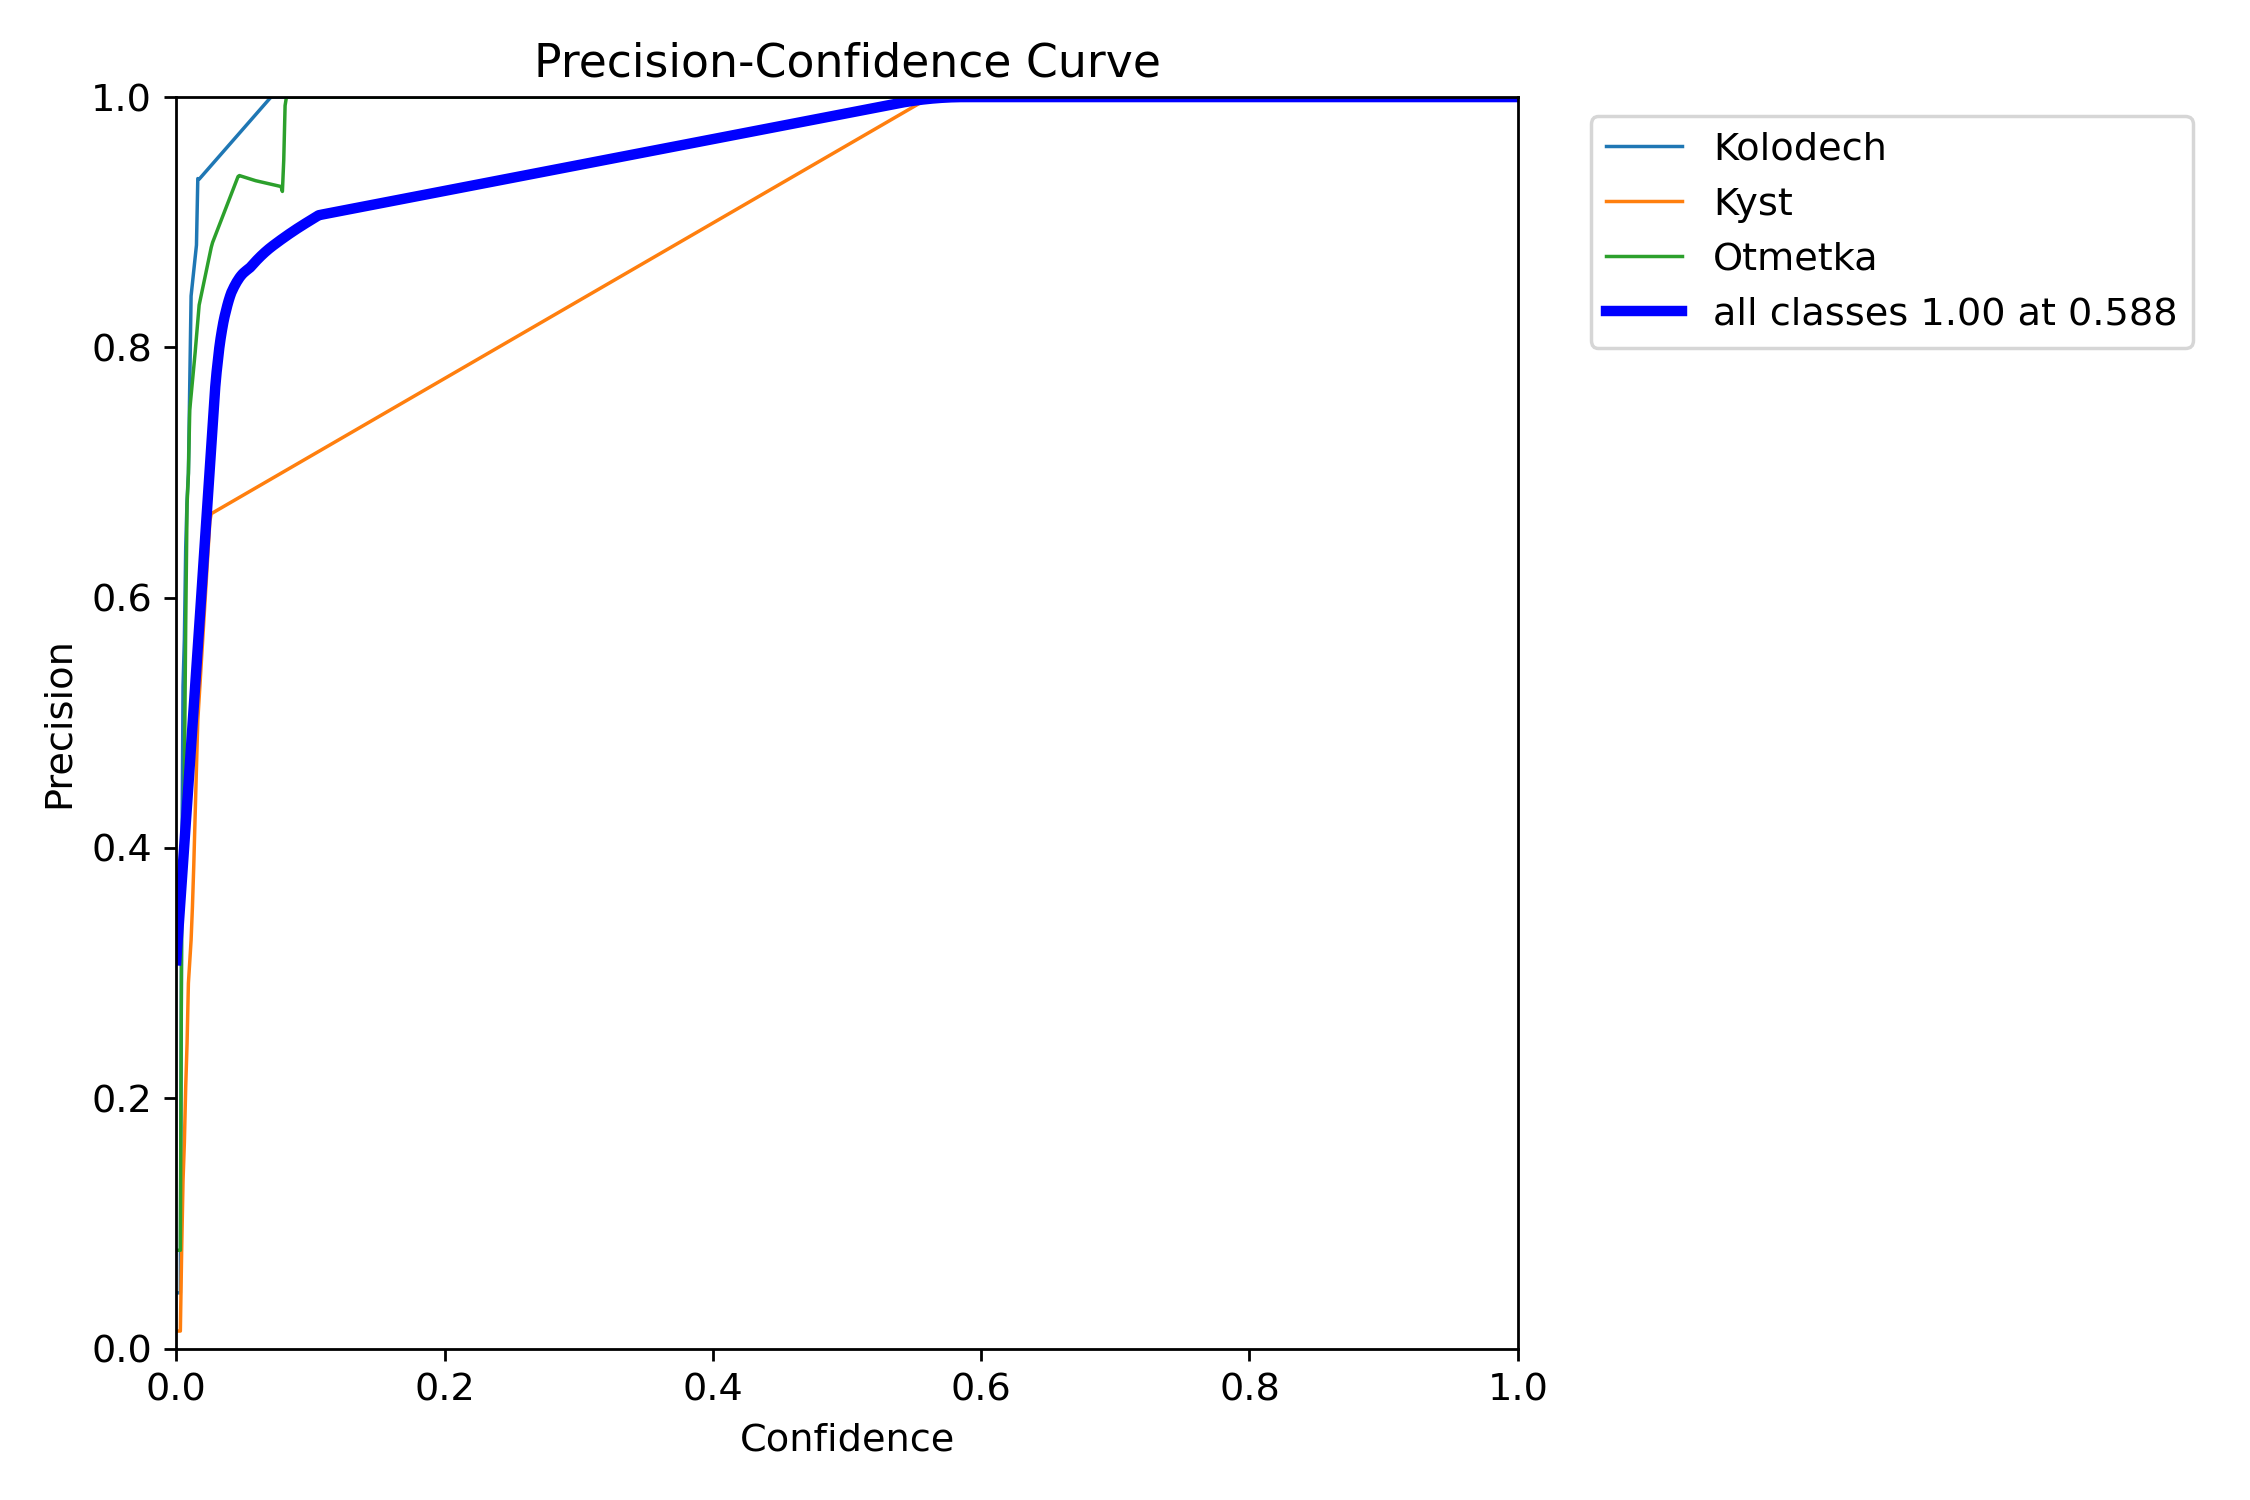 Precision-Confidence Curve
1.0
0.8
0.6
0.4
0.2
0.0
Precision
0.0 0.2 0.4 0.6 0.8 1.0
Confidence
Kolodech
Kyst
Otmetka
all classes 1.00 at 0.588